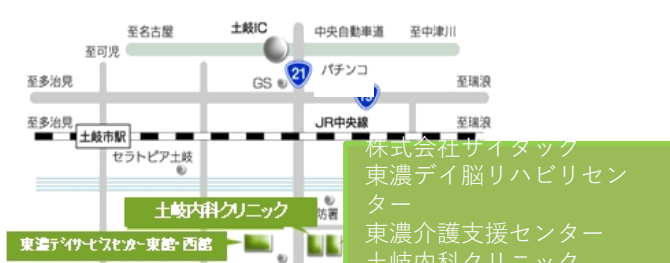 至名古屋 土岐IC 中央自動車道 至中津川
至可児
21 パチンコ
至多治見 GS 至瑞浪
19
至多治見 JR中央線 至瑞浪
土岐市駅
セラトピア土岐
株式会社サイダック
東濃デイ脳リハビリセン
ター
土岐内科クリニック 防署
東濃介護支援センター
東濃デイサービスセンター東館・西館
土岐内科クリニック